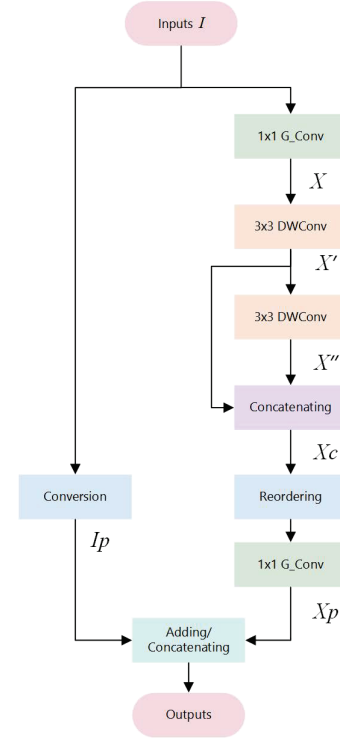 Inputs I
1x1 G_Conv
X
3x3 DWConv
X′
3x3 DWConv
X″
Concatenating
Xc
Conversion
Reordering
Ip
1x1 G_Conv
Xp
Adding/
Concatenating
Outputs